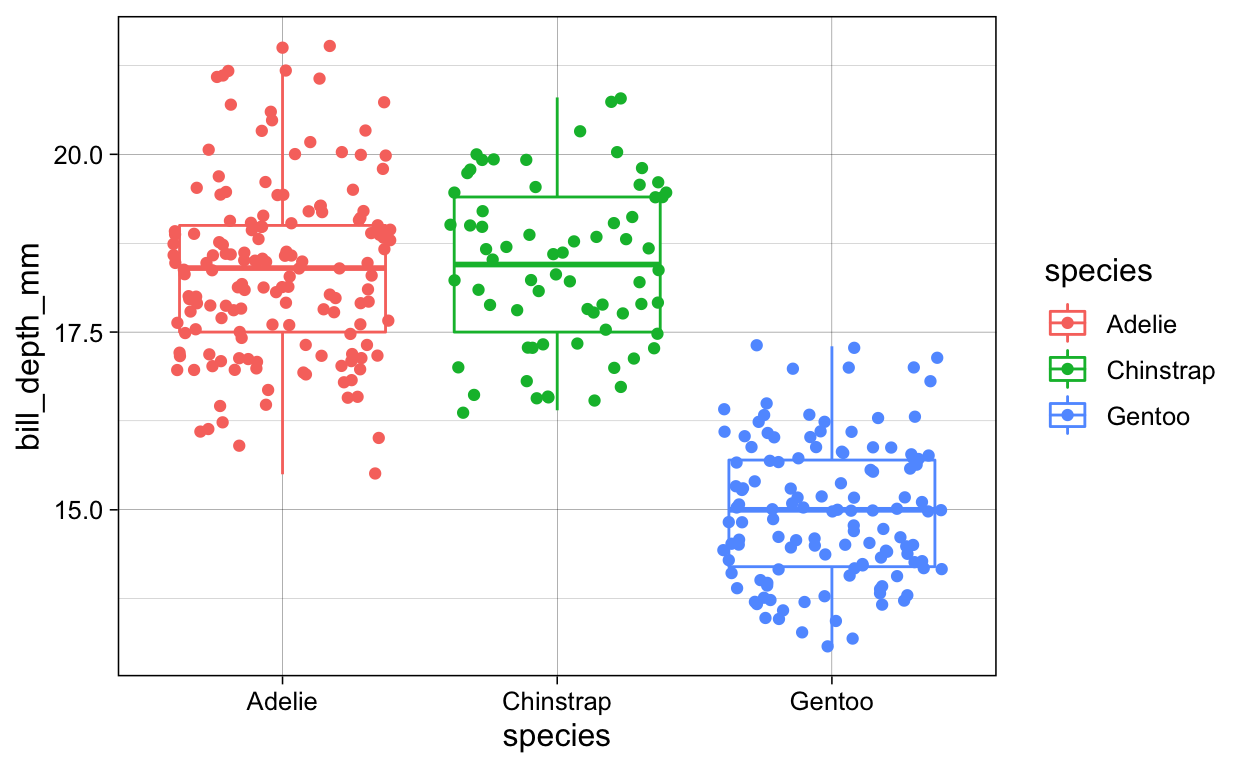 bill_depth_mm
20.0
17.5
15.0
Adelie
Chinstrap
Gentoo
species
species
Adelie
Chinstrap
Gentoo